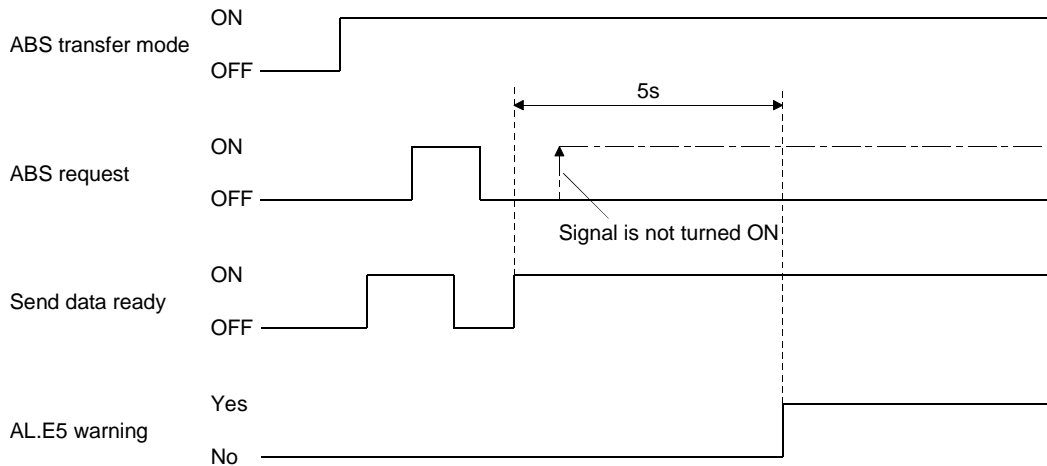 ON
ABS transfer mode
OFF
5s
ON
ABS request
OFF
Signal is not turned ON
ON
Send data ready
OFF
Yes
AL.E5 warning
No